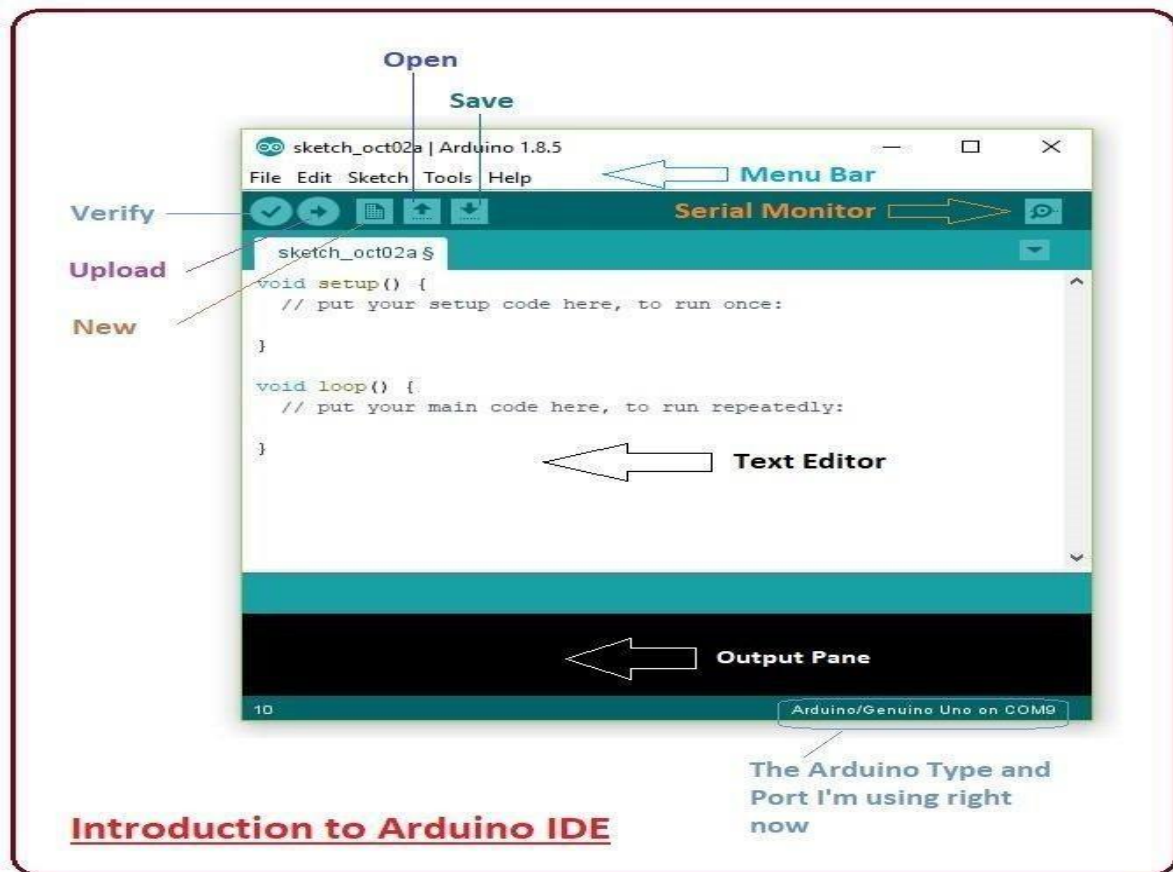 Open
Save
sketch_oct02a | Arduino 1.8.5
File Edit Sketch Tools Help
Menu Bar
Verify
Serial Monitor
sketch_oct02a §
Upload
void setup() {
// put your setup code here, to run once:
New
}
void loop() {
// put your main code here, to run repeatedly:
}
Text Editor
Output Pane
10
Arduino/Genuino Uno on COM9
The Arduino Type and
Port I'm using right
now
Introduction to Arduino IDE